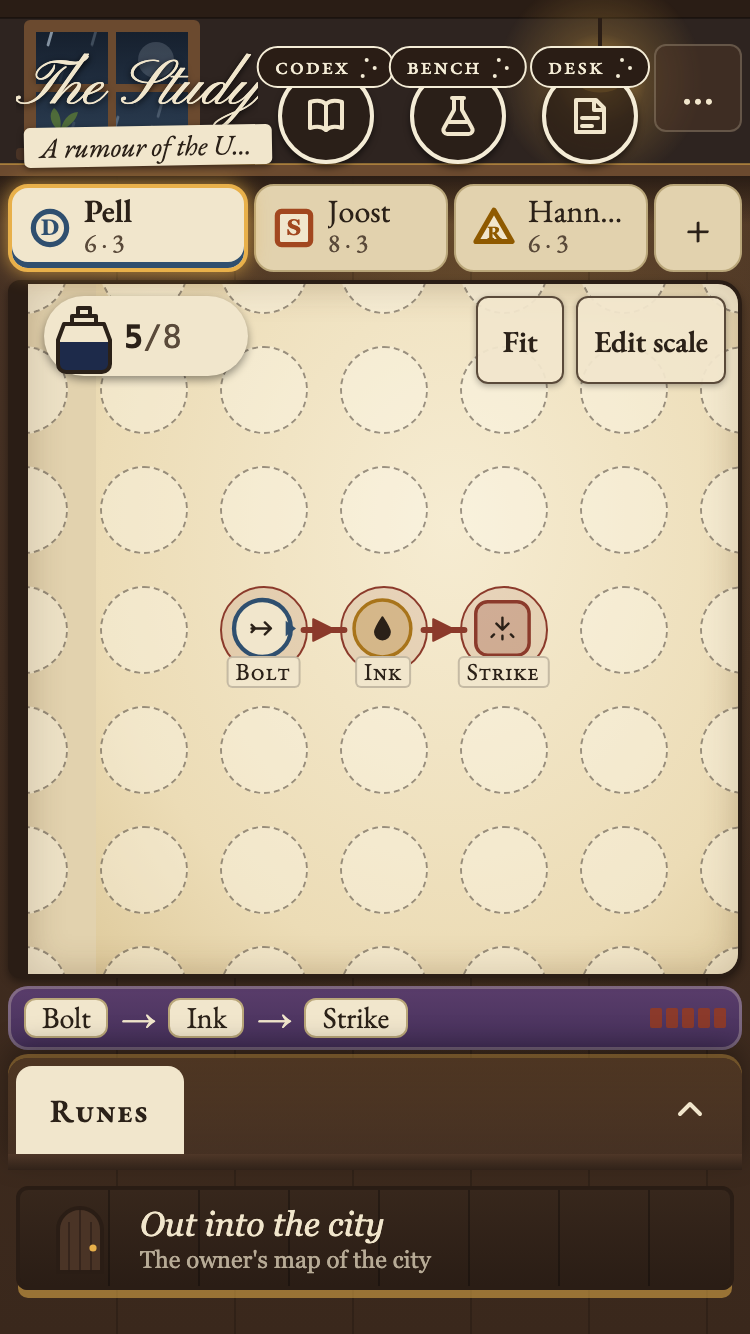 The Study
A rumour of the U...
CODEX
BENCH
DESK
...
D
Pell
6·3
S
Joost
8·3
R
Hann...
6·3
+
5/8
Fit
Edit scale
Bolt
Ink
Strike
Bolt → Ink → Strike
Runes
Out into the city
The owner's map of the city